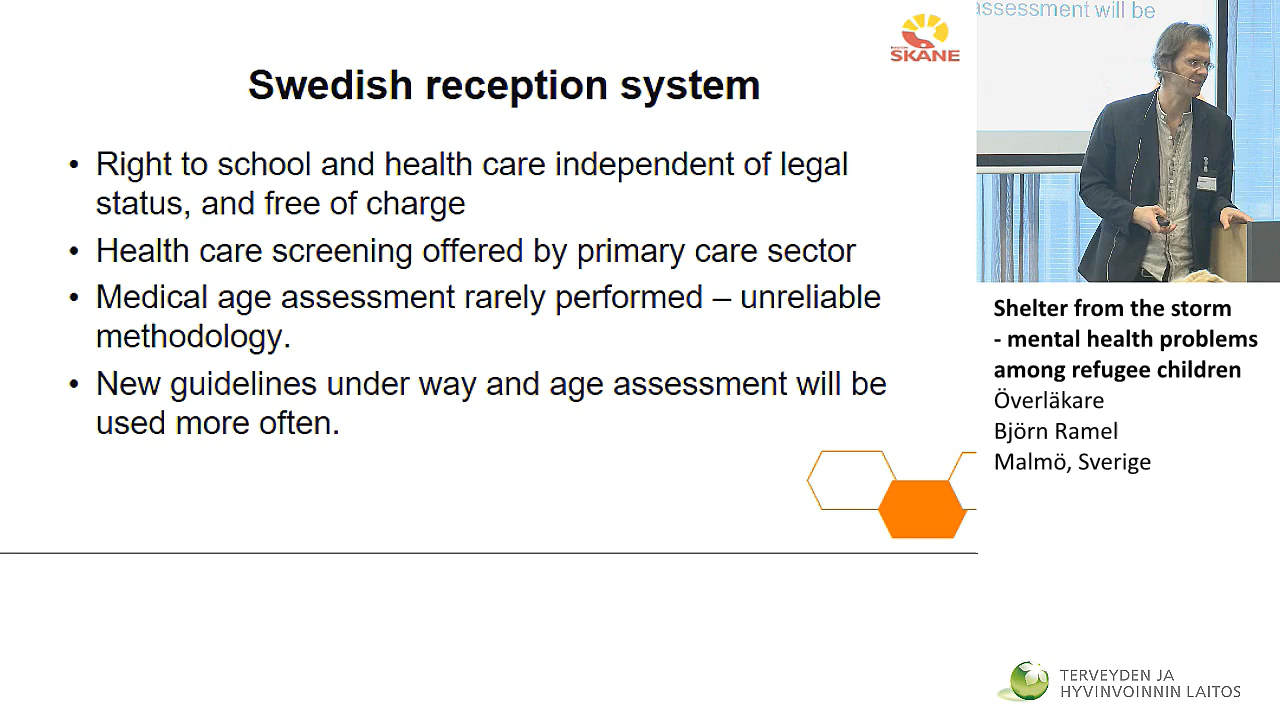 SKANE
Swedish reception system
• Right to school and health care independent of legal
status, and free of charge
• Health care screening offered by primary care sector
• Medical age assessment rarely performed – unreliable
methodology.
• New guidelines under way and age assessment will be
used more often.
assessment will be
Shelter from the storm
- mental health problems
among refugee children
Överläkare
Björn Ramel
Malmö, Sverige
TERVEYDEN JA
HYVINVOINNIN LAITOS